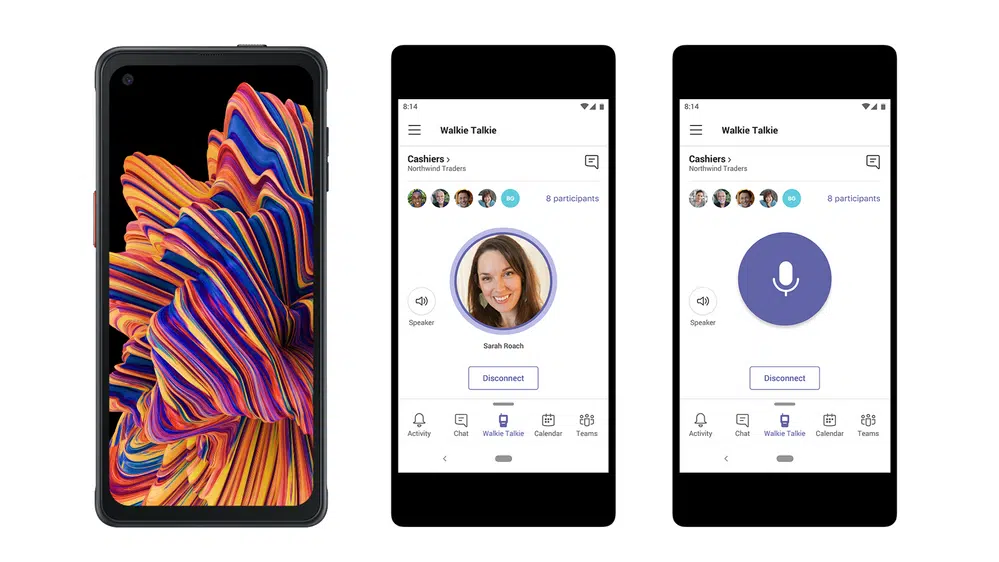 8:14
Walkie Talkie
Cashiers ›
Northwind Traders
BG
8 participants
Speaker
Sarah Roach
Disconnect
Activity
Chat
Walkie Talkie
Calendar
Teams
8:14
Walkie Talkie
Cashiers ›
Northwind Traders
BG
8 participants
Speaker
Disconnect
Activity
Chat
Walkie Talkie
Calendar
Teams